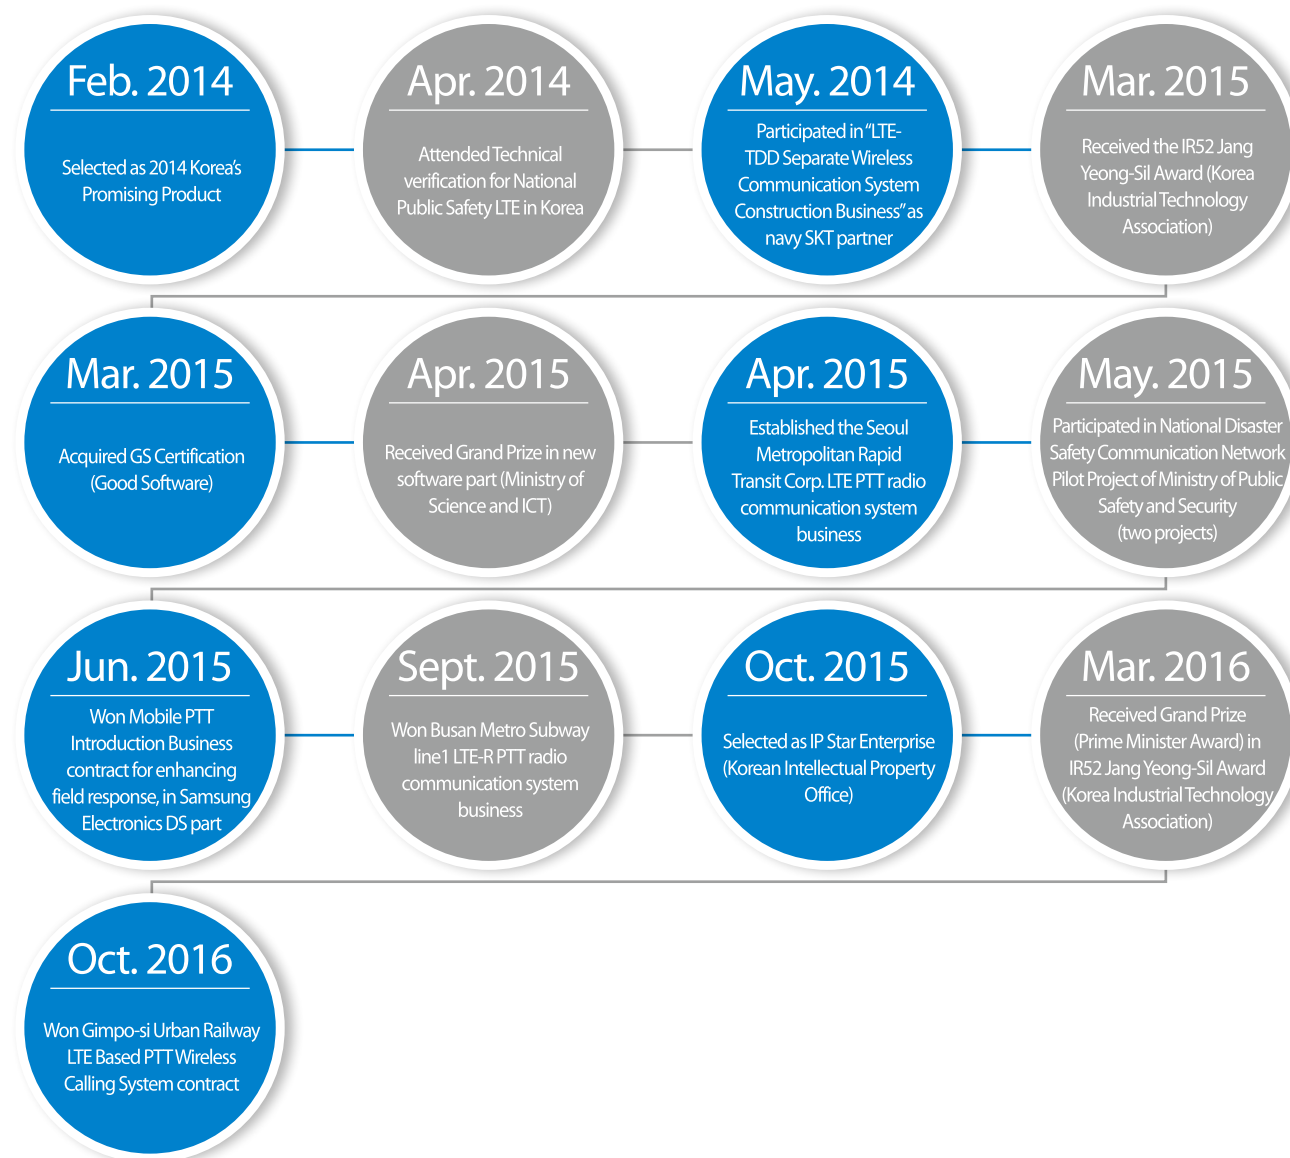 Feb. 2014
Selected as 2014 Korea's
Promising Product
Apr. 2014
Attended Technical
verification for National
Public Safety LTE in Korea
May. 2014
Participated in “LTE-
TDD Separate Wireless
Communication System
Construction Business” as
navy SKT partner
Mar. 2015
Received the IR52 Jang
Yeong-Sil Award (Korea
Industrial Technology
Association)
Mar. 2015
Acquired GS Certification
(Good Software)
Apr. 2015
Received Grand Prize in new
software part (Ministry of
Science and ICT)
Apr. 2015
Established the Seoul
Metropolitan Rapid
Transit Corp. LTE PTT radio
communication system
business
May. 2015
Participated in National Disaster
Safety Communication Network
Pilot Project of Ministry of Public
Safety and Security
(two projects)
Jun. 2015
Won Mobile PTT
Introduction Business
contract for enhancing
field response, in Samsung
Electronics DS part
Sept. 2015
Won Busan Metro Subway
line1 LTE-R PTT radio
communication system
business
Oct. 2015
Selected as IP Star Enterprise
(Korean Intellectual Property
Office)
Mar. 2016
Received Grand Prize
(Prime Minister Award) in
IR52 Jang Yeong-Sil Award
(Korea Industrial Technology
Association)
Oct. 2016
Won Gimpo-si Urban Railway
LTE Based PTT Wireless
Calling System contract